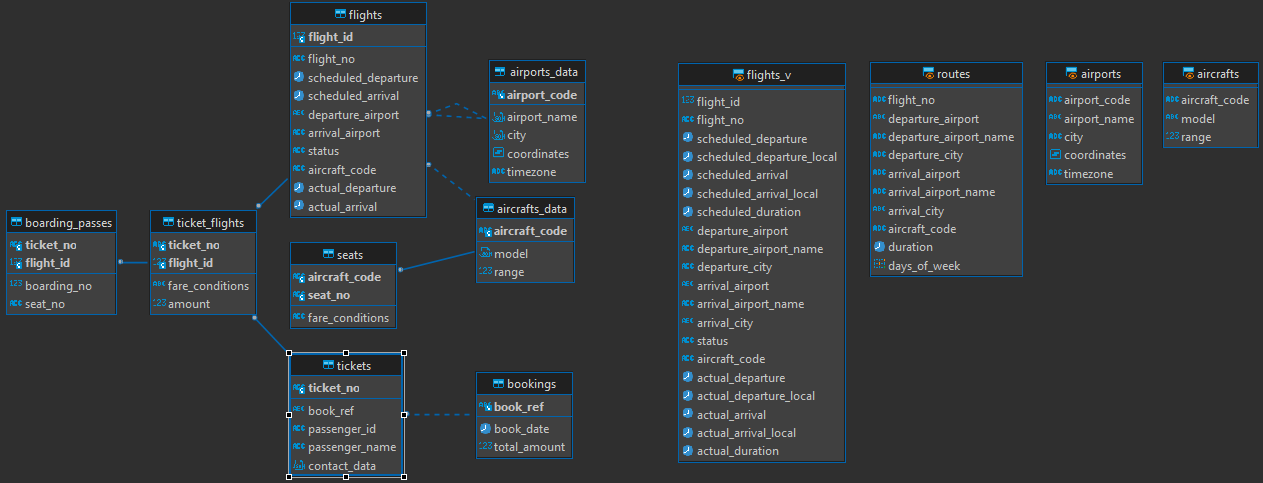 flights
flight_id
flight_no
scheduled_departure
scheduled_arrival
departure_airport
arrival_airport
status
aircraft_code
actual_departure
actual_arrival
airports_data
airport_code
airport_name
city
coordinates
timezone
aircrafts_data
aircraft_code
model
range
boarding_passes
ticket_no
flight_id
boarding_no
seat_no
ticket_flights
ticket_no
flight_id
fare_conditions
amount
seats
aircraft_code
seat_no
fare_conditions
tickets
ticket_no
book_ref
passenger_id
passenger_name
contact_data
bookings
book_ref
book_date
total_amount
flights_v
flight_id
flight_no
scheduled_departure
scheduled_departure_local
scheduled_arrival
scheduled_arrival_local
scheduled_duration
departure_airport
departure_airport_name
departure_city
arrival_airport
arrival_airport_name
arrival_city
status
aircraft_code
actual_departure
actual_departure_local
actual_arrival
actual_arrival_local
actual_duration
routes
flight_no
departure_airport
departure_airport_name
departure_city
arrival_airport
arrival_airport_name
arrival_city
aircraft_code
duration
days_of_week
airports
airport_code
airport_name
city
coordinates
timezone
aircrafts
aircraft_code
model
range